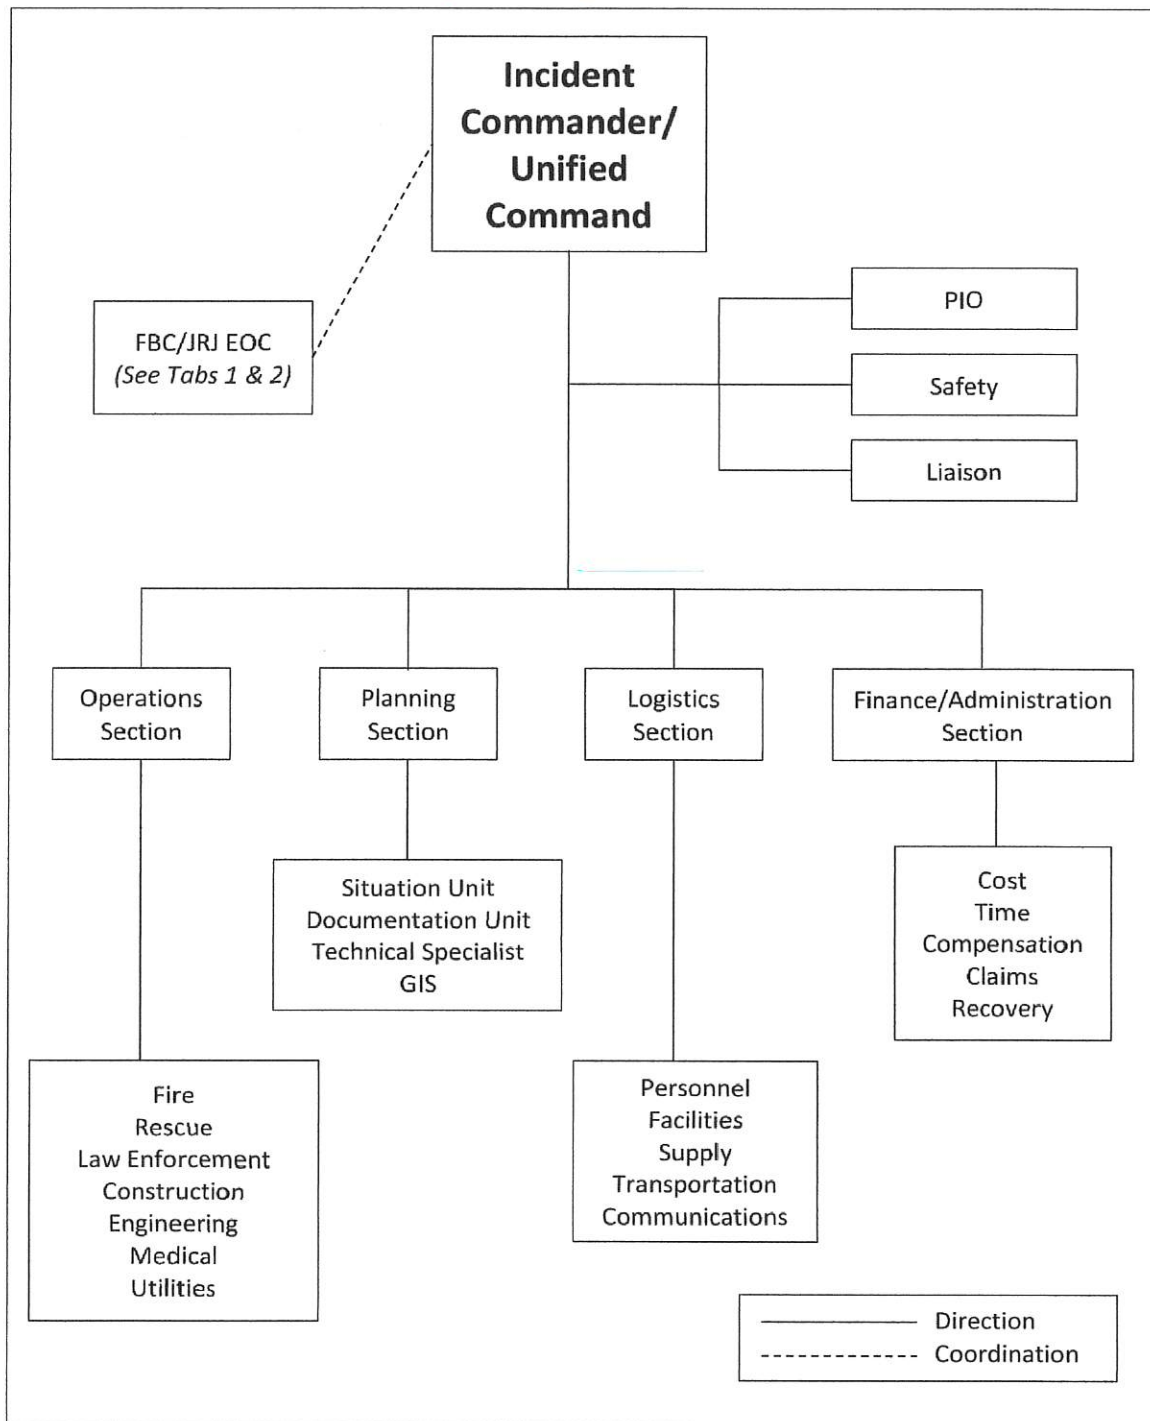 Incident
Commander/
Unified
Command
FBC/JRJ EOC
(See Tabs 1 & 2)
PIO
Safety
Liaison
Operations
Section
Planning
Section
Logistics
Section
Finance/Administration
Section
Situation Unit
Documentation Unit
Technical Specialist
GIS
Cost
Time
Compensation
Claims
Recovery
Fire
Rescue
Law Enforcement
Construction
Engineering
Medical
Utilities
Personnel
Facilities
Supply
Transportation
Communications
Direction
Coordination